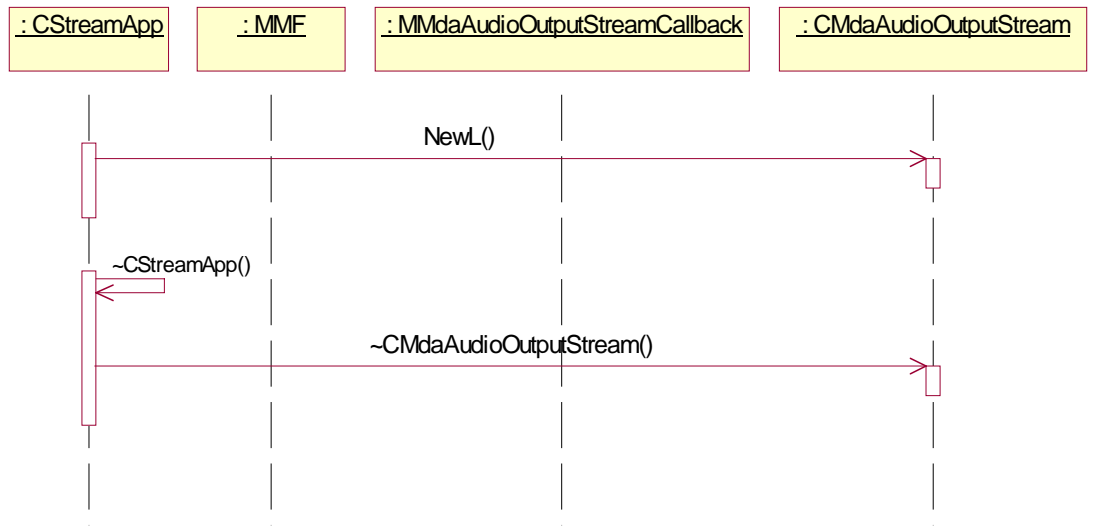 : CStreamApp
: MMF
: MMdaAudioOutputStreamCallback
: CMdaAudioOutputStream
NewL()
~CStreamApp()
~CMdaAudioOutputStream()